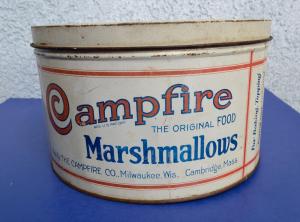 Campfire
THE ORIGINAL FOOD
Marshmallows
THE CAMPFIRE CO., Milwaukee, Wis., Cambridge, Mass.
For Baking, Topping